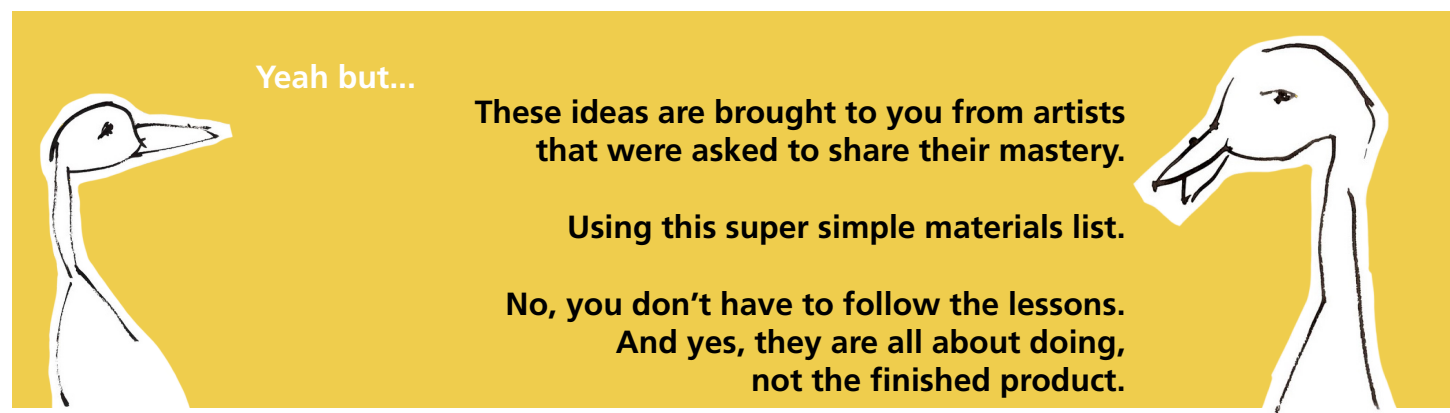 Yeah but...
These ideas are brought to you from artists
that were asked to share their mastery.
Using this super simple materials list.
No, you don’t have to follow the lessons.
And yes, they are all about doing,
not the finished product.